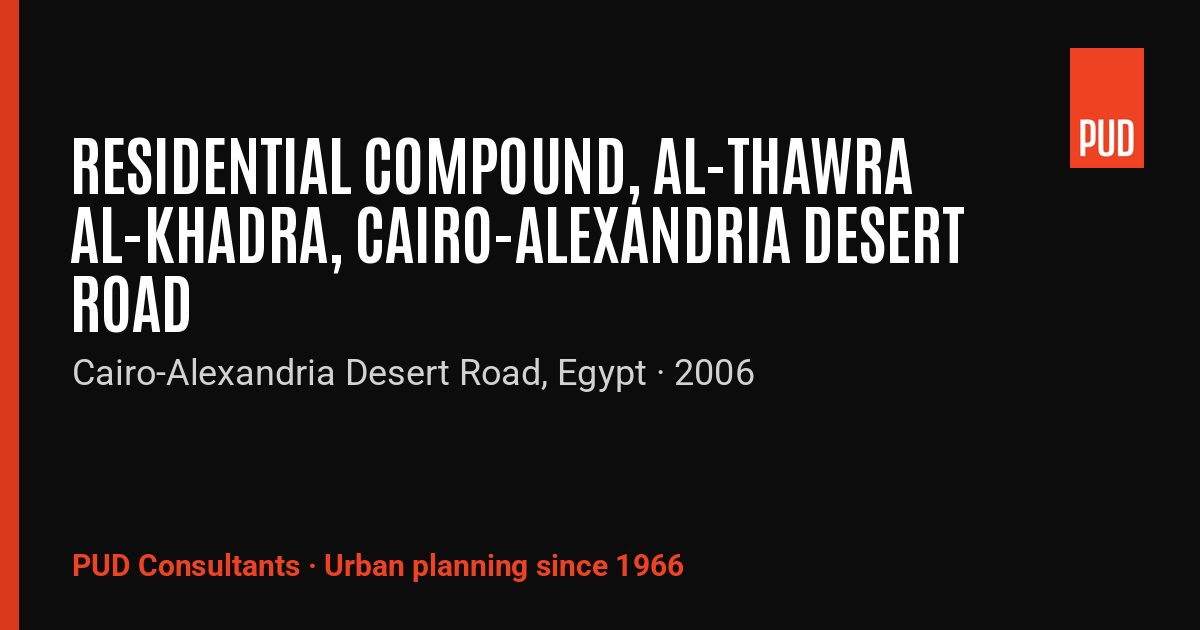 PUD
RESIDENTIAL COMPOUND, AL-THAWRA
AL-KHADRA, CAIRO-ALEXANDRIA DESERT
ROAD
Cairo-Alexandria Desert Road, Egypt · 2006
PUD Consultants · Urban planning since 1966